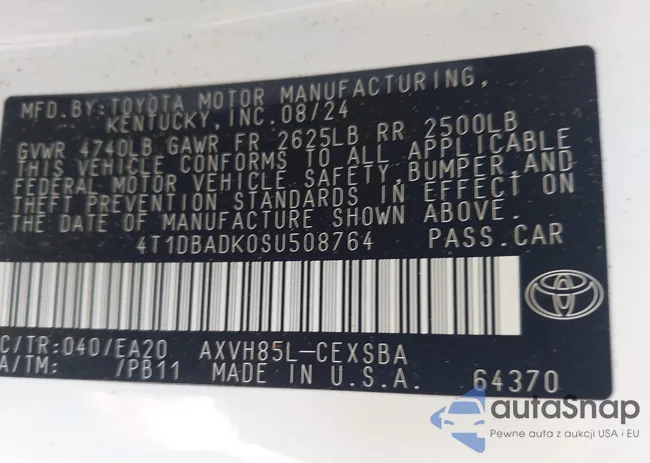 MFD.BY:TOYOTA MOTOR MANUFACTURING,
KENTUCKY,INC.08/24
GVWR 4740LB GAWR FR 2625LB RR 2500LB
THIS VEHICLE CONFORMS TO ALL APPLICABLE
FEDERAL MOTOR VEHICLE SAFETY,BUMPER,AND
THEFT PREVENTION STANDARDS IN EFFECT ON
THE DATE OF MANUFACTURE SHOWN ABOVE.
4T1DBADK0SU508764 PASS.CAR
C/TR:040/EA20 AXVH85L-CEXSBA
A/TM: /PB11 MADE IN U.S.A. 64370
autaSnap
Pewne auta z aukcji USA i EU